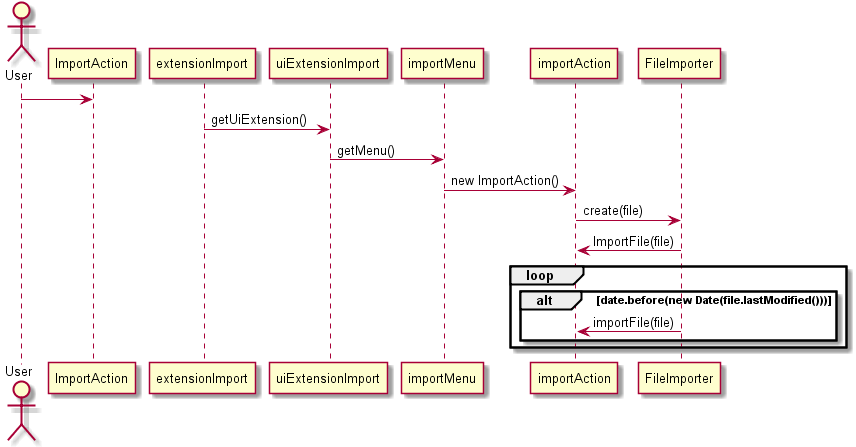 User
ImportAction
extensionImport
uiExtensionImport
importMenu
importAction
FileImporter
getUiExtension()
getMenu()
new ImportAction()
create(file)
ImportFile(file)
loop
alt [date.before(new Date(file.lastModified()))]
importFile(file)
User
ImportAction
extensionImport
uiExtensionImport
importMenu
importAction
FileImporter